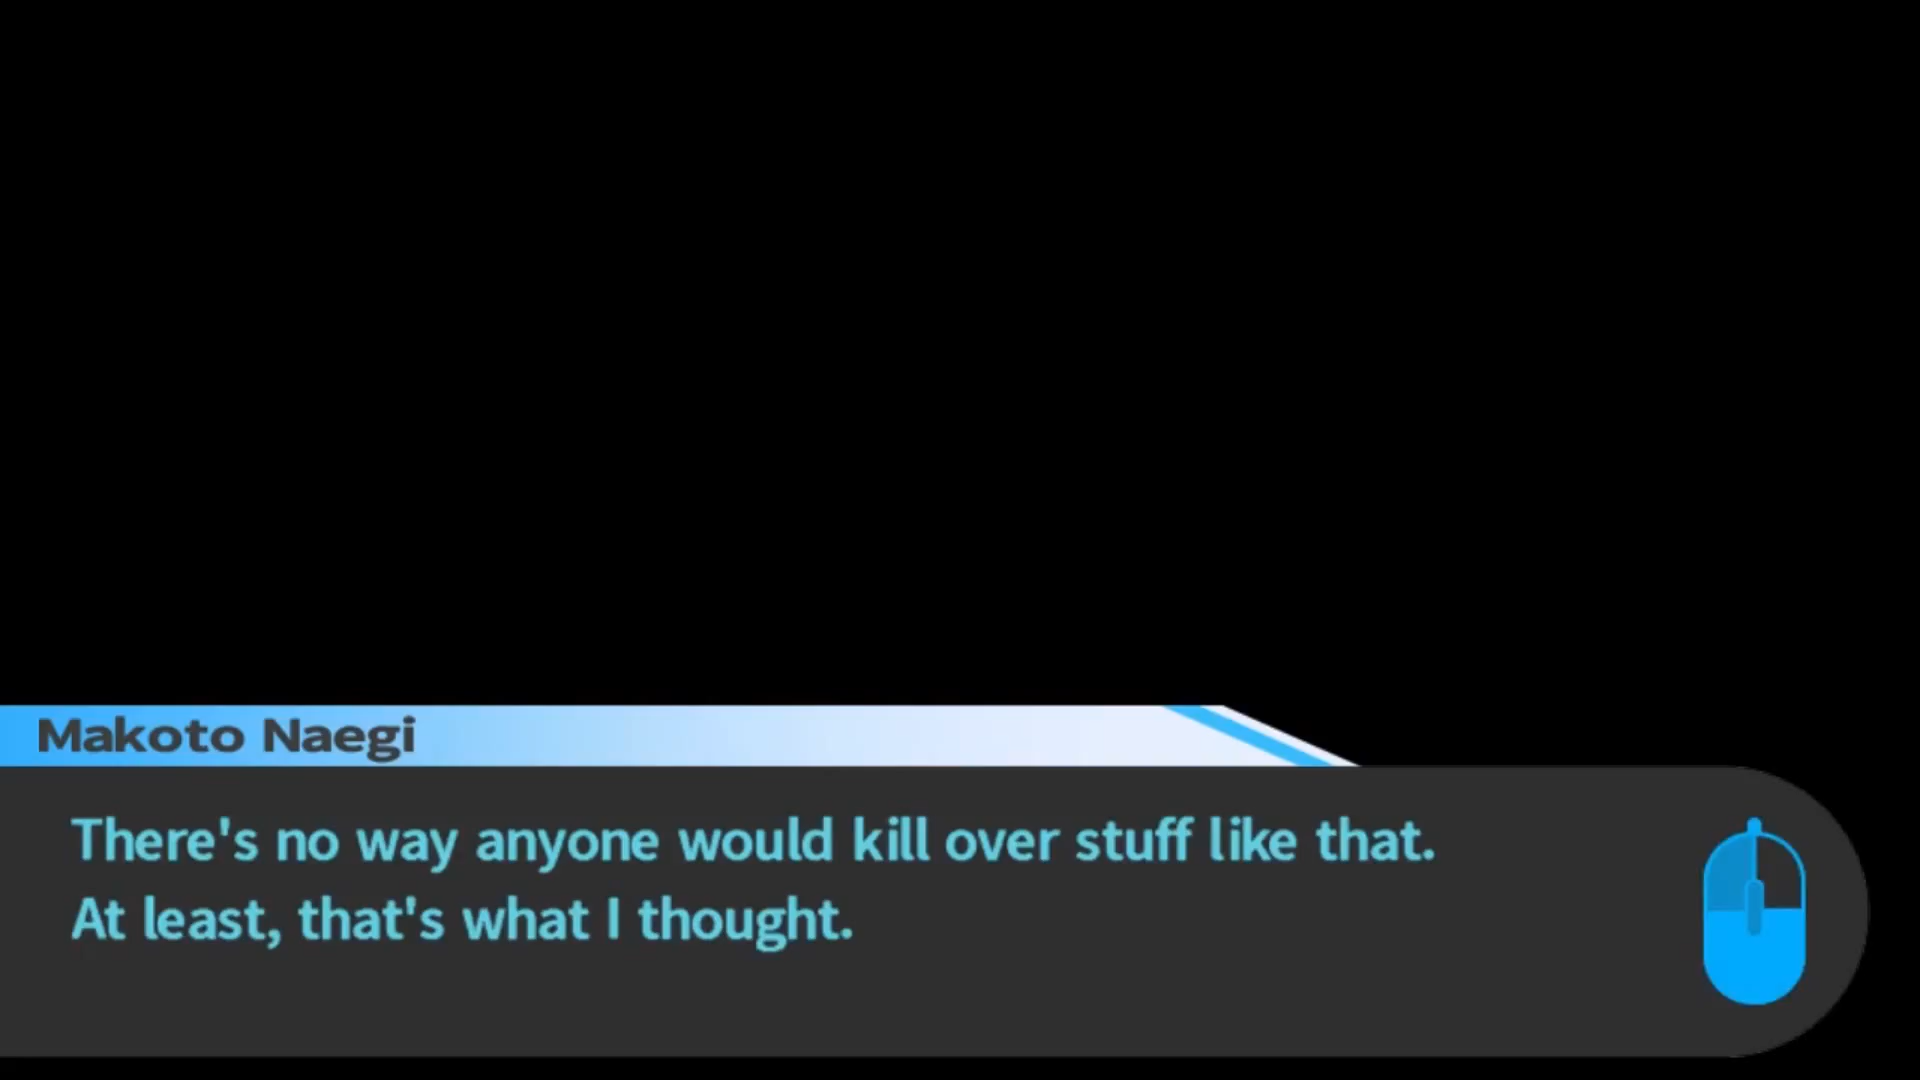 Makoto Naegi
There's no way anyone would kill over stuff like that.
At least, that's what I thought.